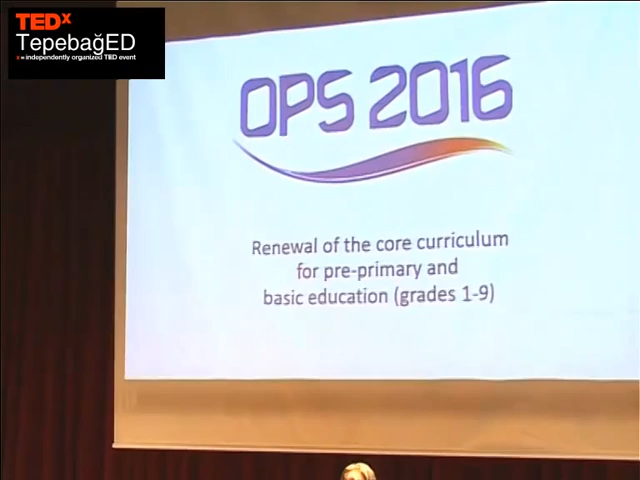 TEDx
TepebağED
x = independently organized TED event
OPS 2016
Renewal of the core curriculum
for pre-primary and
basic education (grades 1-9)